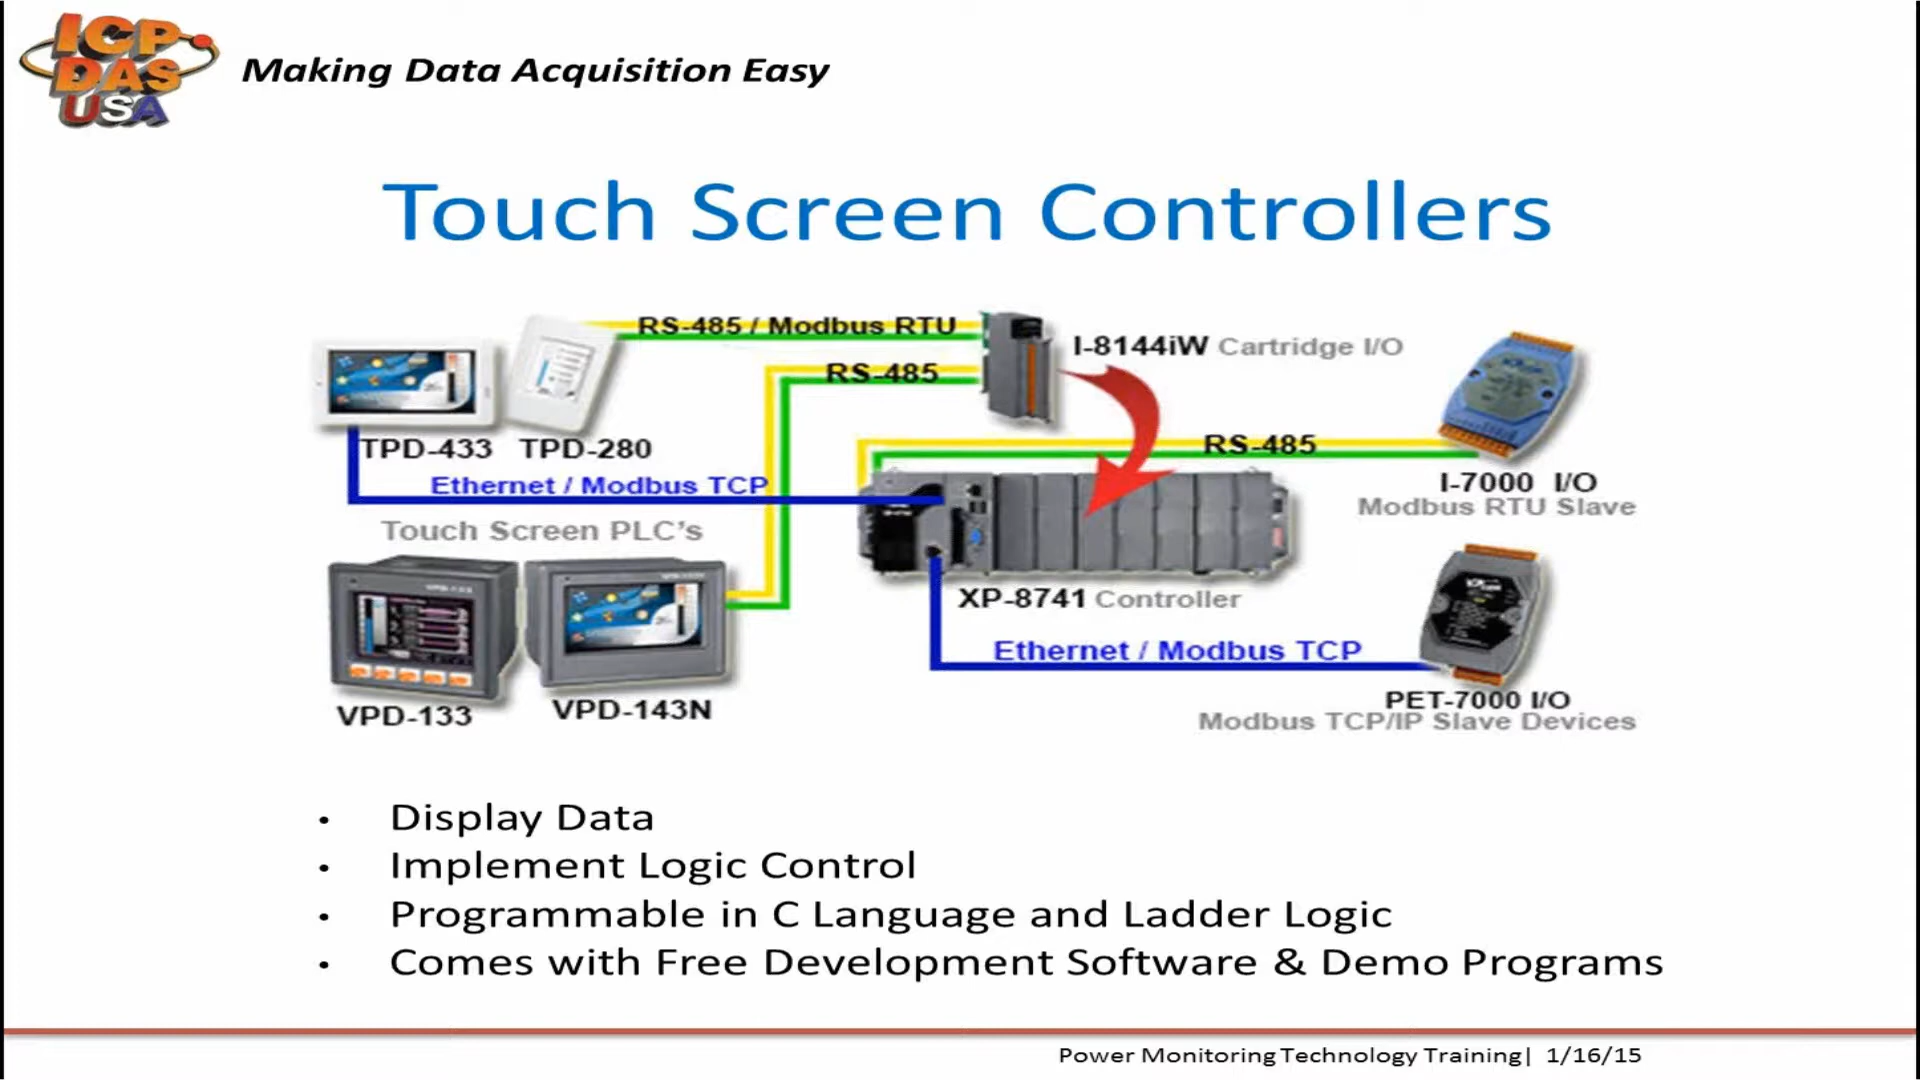 ICP
DAS
USA
Making Data Acquisition Easy
Touch Screen Controllers
RS-485 / Modbus RTU
I-8144iW Cartridge I/O
RS-485
TPD-433 TPD-280
RS-485
Ethernet / Modbus TCP
I-7000 I/O
Modbus RTU Slave
Touch Screen PLC's
XP-8741 Controller
Ethernet / Modbus TCP
VPD-133
VPD-143N
PET-7000 I/O
Modbus TCP/IP Slave Devices
• Display Data
• Implement Logic Control
• Programmable in C Language and Ladder Logic
• Comes with Free Development Software & Demo Programs
Power Monitoring Technology Training| 1/16/15